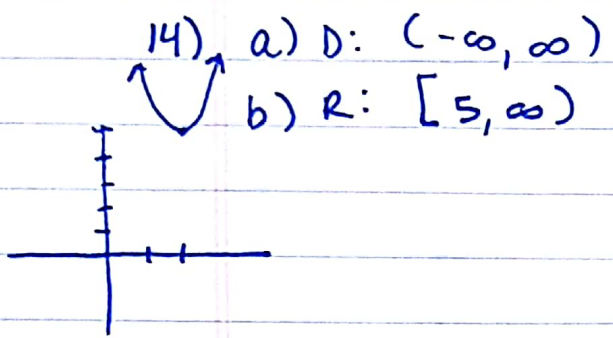 14) a) D: (-∞, ∞)
b) R: [5, ∞)